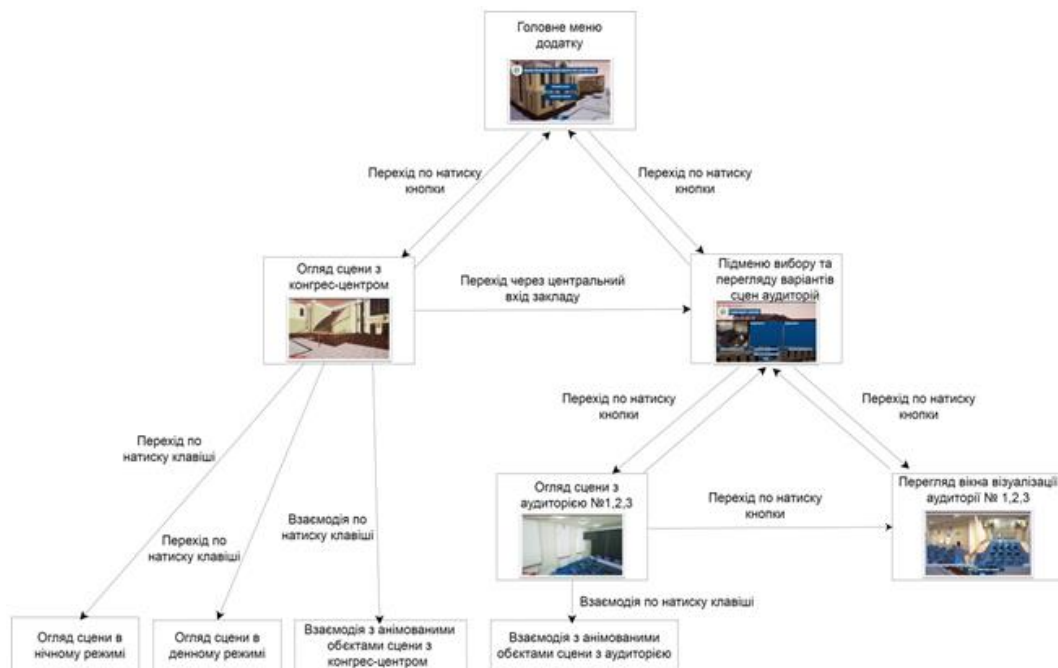 Головне меню
додатку
Перехід по натиску
кнопки
Перехід по натиску
кнопки
Огляд сцени з
конгрес-центром
Перехід через центральний
вхід закладу
Підменю вибору та
перегляду варіантів
сцен аудиторій
Перехід по натиску
кнопки
Перехід по натиску
кнопки
Перехід по
натиску клавіші
Перехід по
натиску клавіші
Взаємодія по
натиску клавіші
Огляд сцени з
аудиторією №1,2,3
Перехід по натиску
кнопки
Перегляд вікна візуалізації
аудиторії № 1,2,3
Взаємодія по натиску клавіші
Огляд сцени в
нічному режимі
Огляд сцени в
денному режимі
Взаємодія з анімованими
обєктами сцени з
конгрес-центром
Взаємодія з анімованими
обєктами сцени з аудиторією